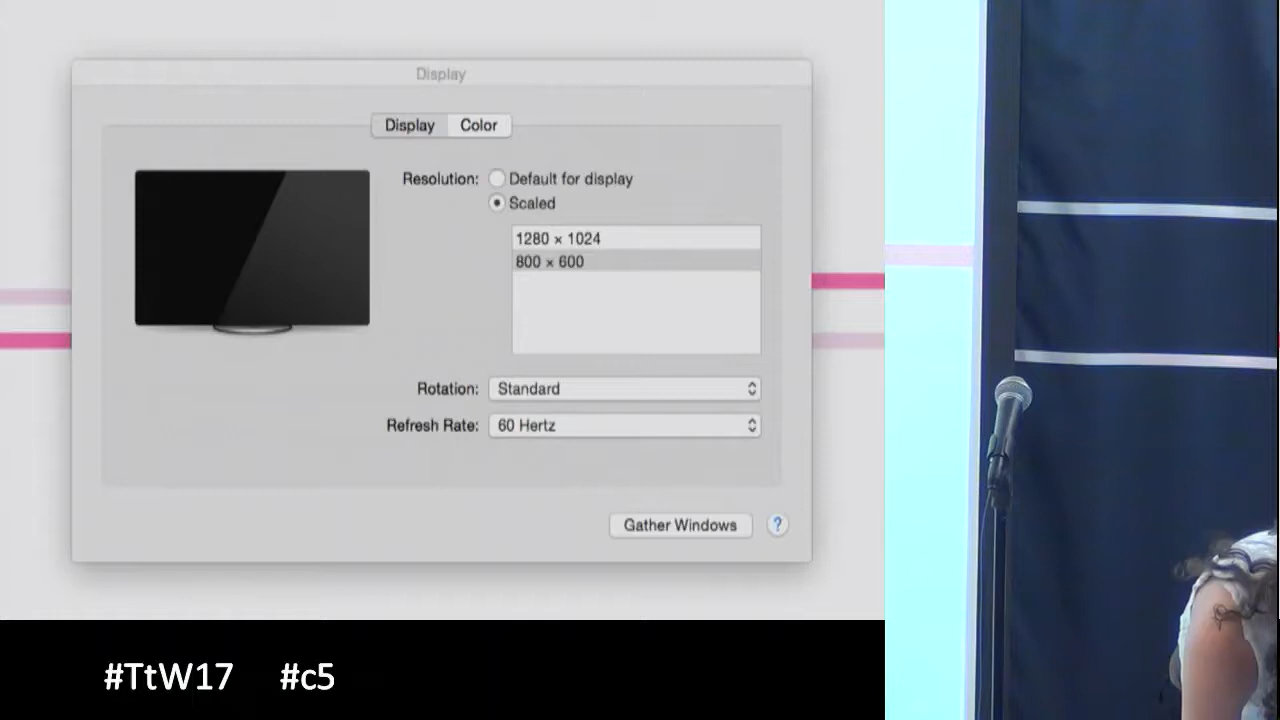 Display
Display Color
Resolution: Default for display
Scaled
1280 × 1024
800 × 600
Rotation: Standard
Refresh Rate: 60 Hertz
Gather Windows ?
#TtW17 #c5